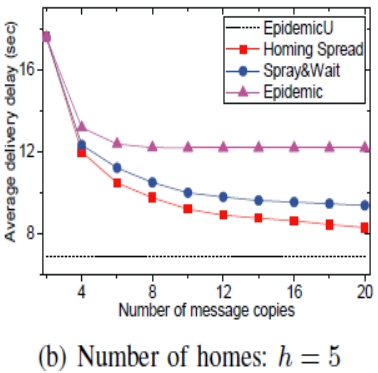 EpidemicU
Homing Spread
Spray&Wait
Epidemic
Average delivery delay (sec)
16
12
8
4 8 12 16 20
Number of message copies
(b) Number of homes: h = 5